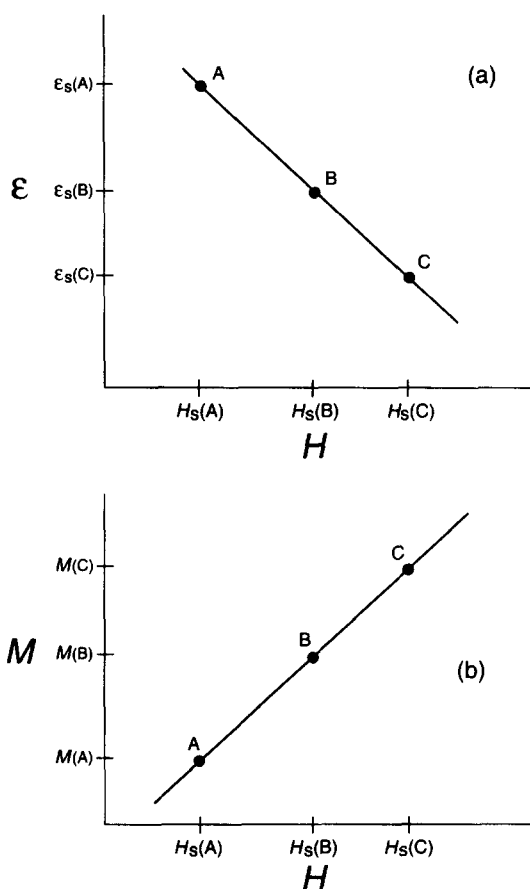 (a)
εs(A)
A
ε
εs(B)
B
εs(C)
C
Hs(A) Hs(B) Hs(C)
H
M(C)
C
M
M(B)
B
(b)
M(A)
A
Hs(A) Hs(B) Hs(C)
H